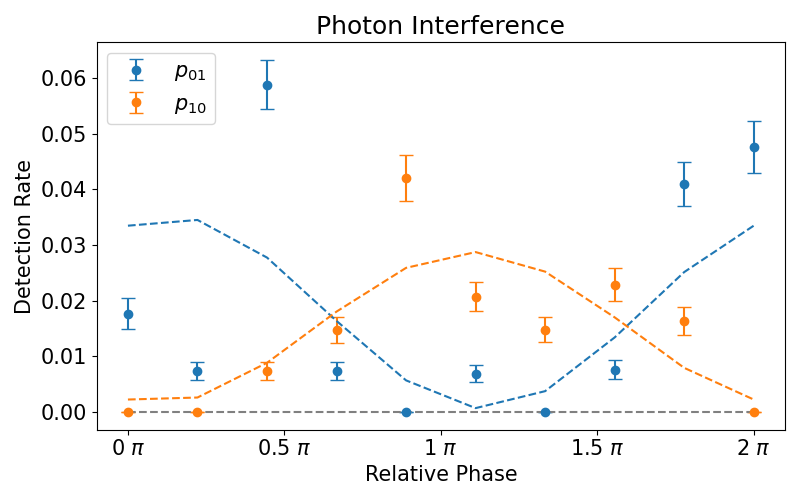 Photon Interference
p01
p10
Detection Rate
0.06
0.05
0.04
0.03
0.02
0.01
0.00
0 π
0.5 π
1 π
1.5 π
2 π
Relative Phase